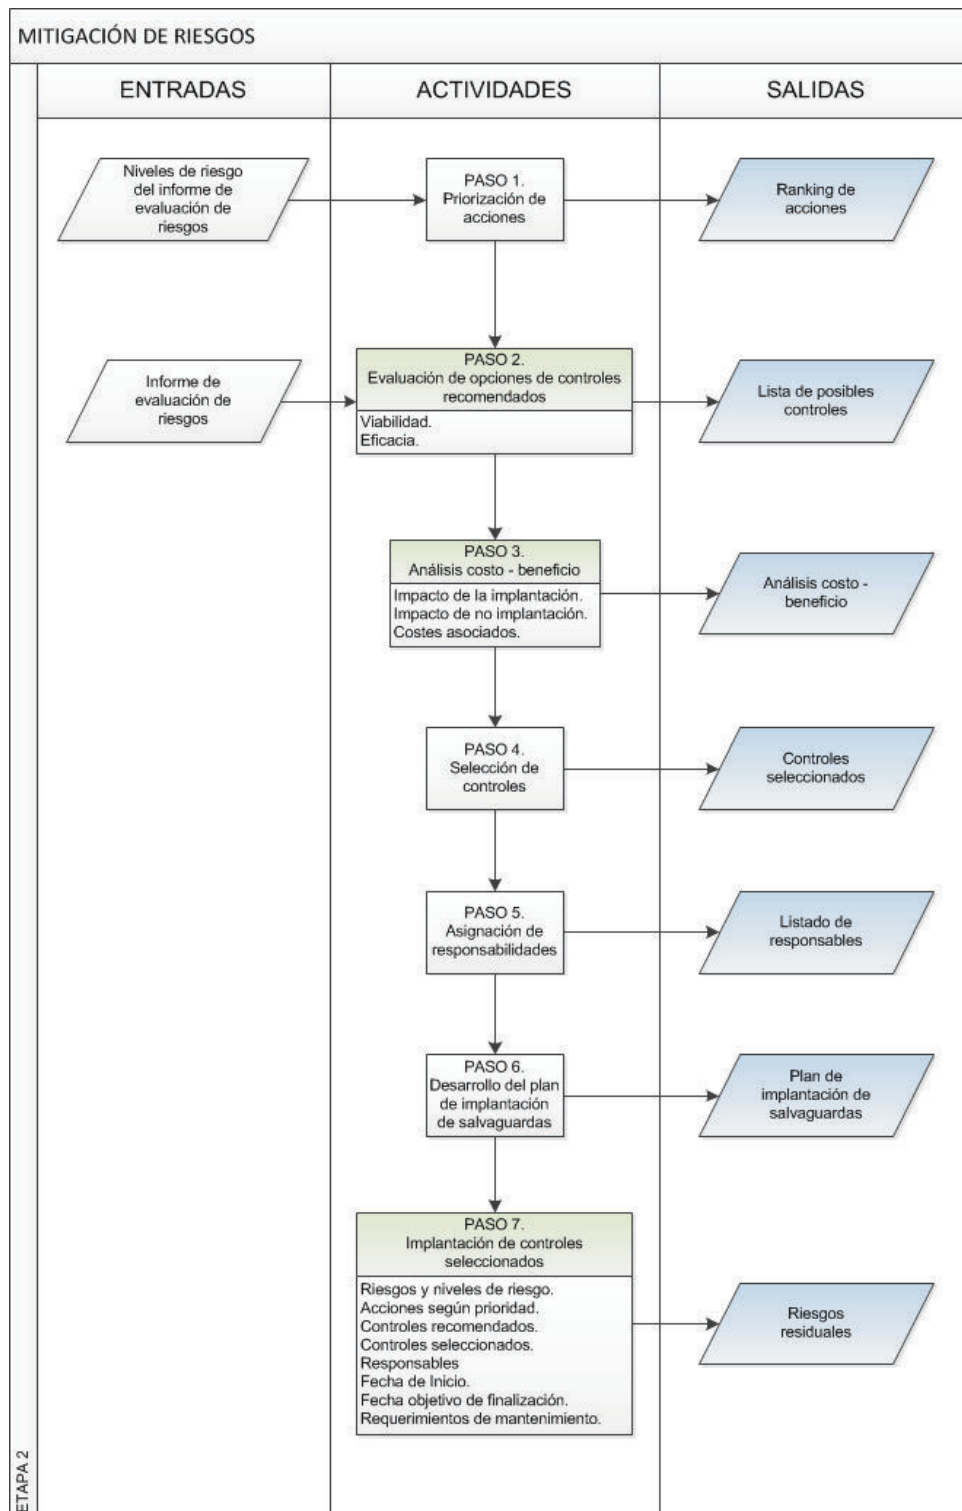 MITIGACIÓN DE RIESGOS
ENTRADAS
ACTIVIDADES
SALIDAS
Niveles de riesgo
del informe de
evaluación de
riesgos
PASO 1.
Priorización de
acciones
Ranking de
acciones
Informe de
evaluación de
riesgos
PASO 2.
Evaluación de opciones de controles
recomendados
Viabilidad.
Eficacia.
Lista de posibles
controles
PASO 3.
Análisis costo - beneficio
Impacto de la implantación.
Impacto de no implantación.
Costes asociados.
Análisis costo -
beneficio
PASO 4.
Selección de
controles
Controles
seleccionados
PASO 5.
Asignación de
responsabilidades
Listado de
responsables
PASO 6.
Desarrollo del plan
de implantación
de salvaguardas
Plan de
implantación de
salvaguardas
PASO 7.
Implantación de controles
seleccionados
Riesgos y niveles de riesgo.
Acciones según prioridad.
Controles recomendados.
Controles seleccionados.
Responsables
Fecha de Inicio.
Fecha objetivo de finalización.
Requerimientos de mantenimiento.
Riesgos
residuales
ETAPA 2